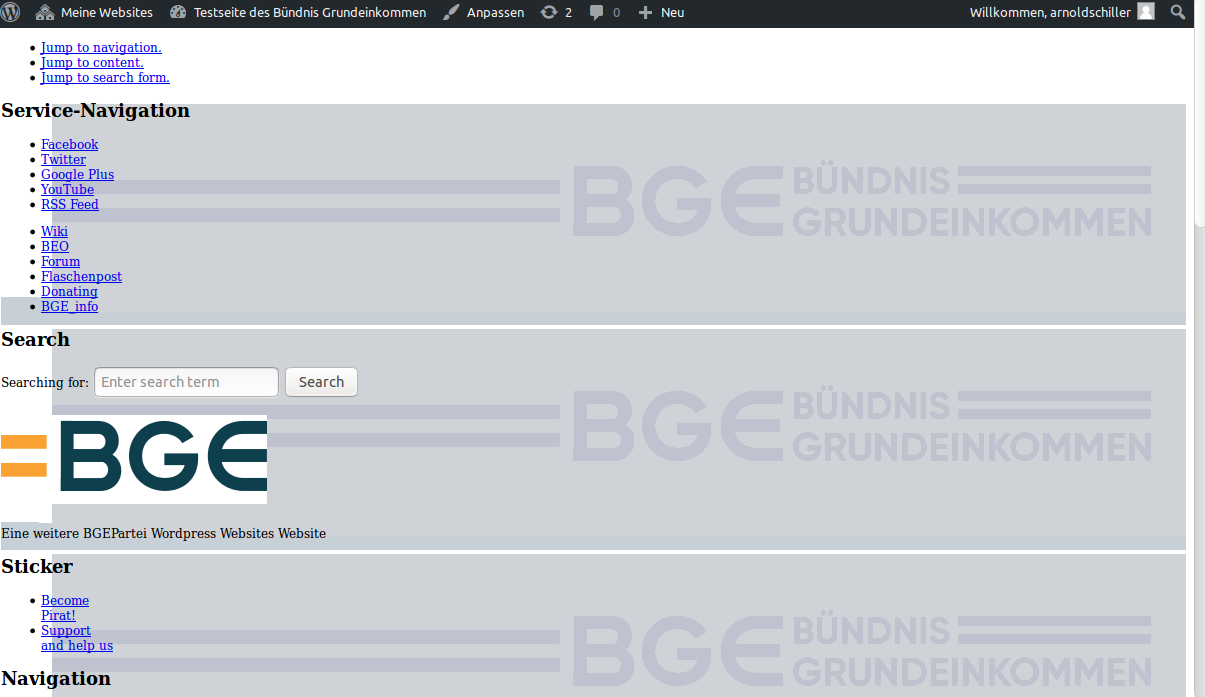 Meine Websites Testseite des Bündnis Grundeinkommen Anpassen 2 0 Neu Willkommen, arnoldschiller
Jump to navigation.
Jump to content.
Jump to search form.
Service-Navigation
Facebook
Twitter
Google Plus
YouTube
RSS Feed
BGE BÜNDNIS
GRUNDEINKOMMEN
Wiki
BEO
Forum
Flaschenpost
Donating
BGE_info
Search
Searching for: Enter search term Search
BGE BÜNDNIS
GRUNDEINKOMMEN
BGE
Eine weitere BGEPartei Wordpress Websites Website
Sticker
Become
Pirat!
Support
and help us
BGE BÜNDNIS
GRUNDEINKOMMEN
Navigation